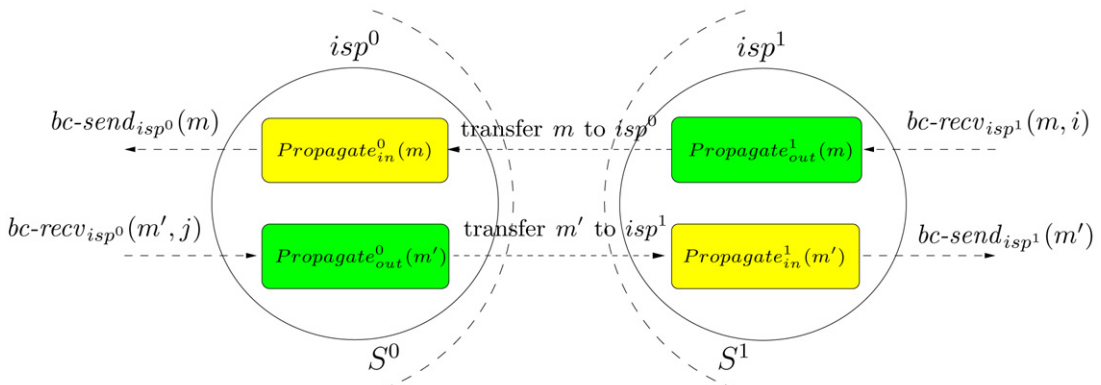 isp^0 isp^1
bc-send_{isp^0}(m) transfer m to isp^0 bc-recv_{isp^1}(m, i)
Propagate^0_{in}(m) Propagate^1_{out}(m)
bc-recv_{isp^0}(m′, j) transfer m′ to isp^1 bc-send_{isp^1}(m′)
Propagate^0_{out}(m′) Propagate^1_{in}(m′)
S^0 S^1